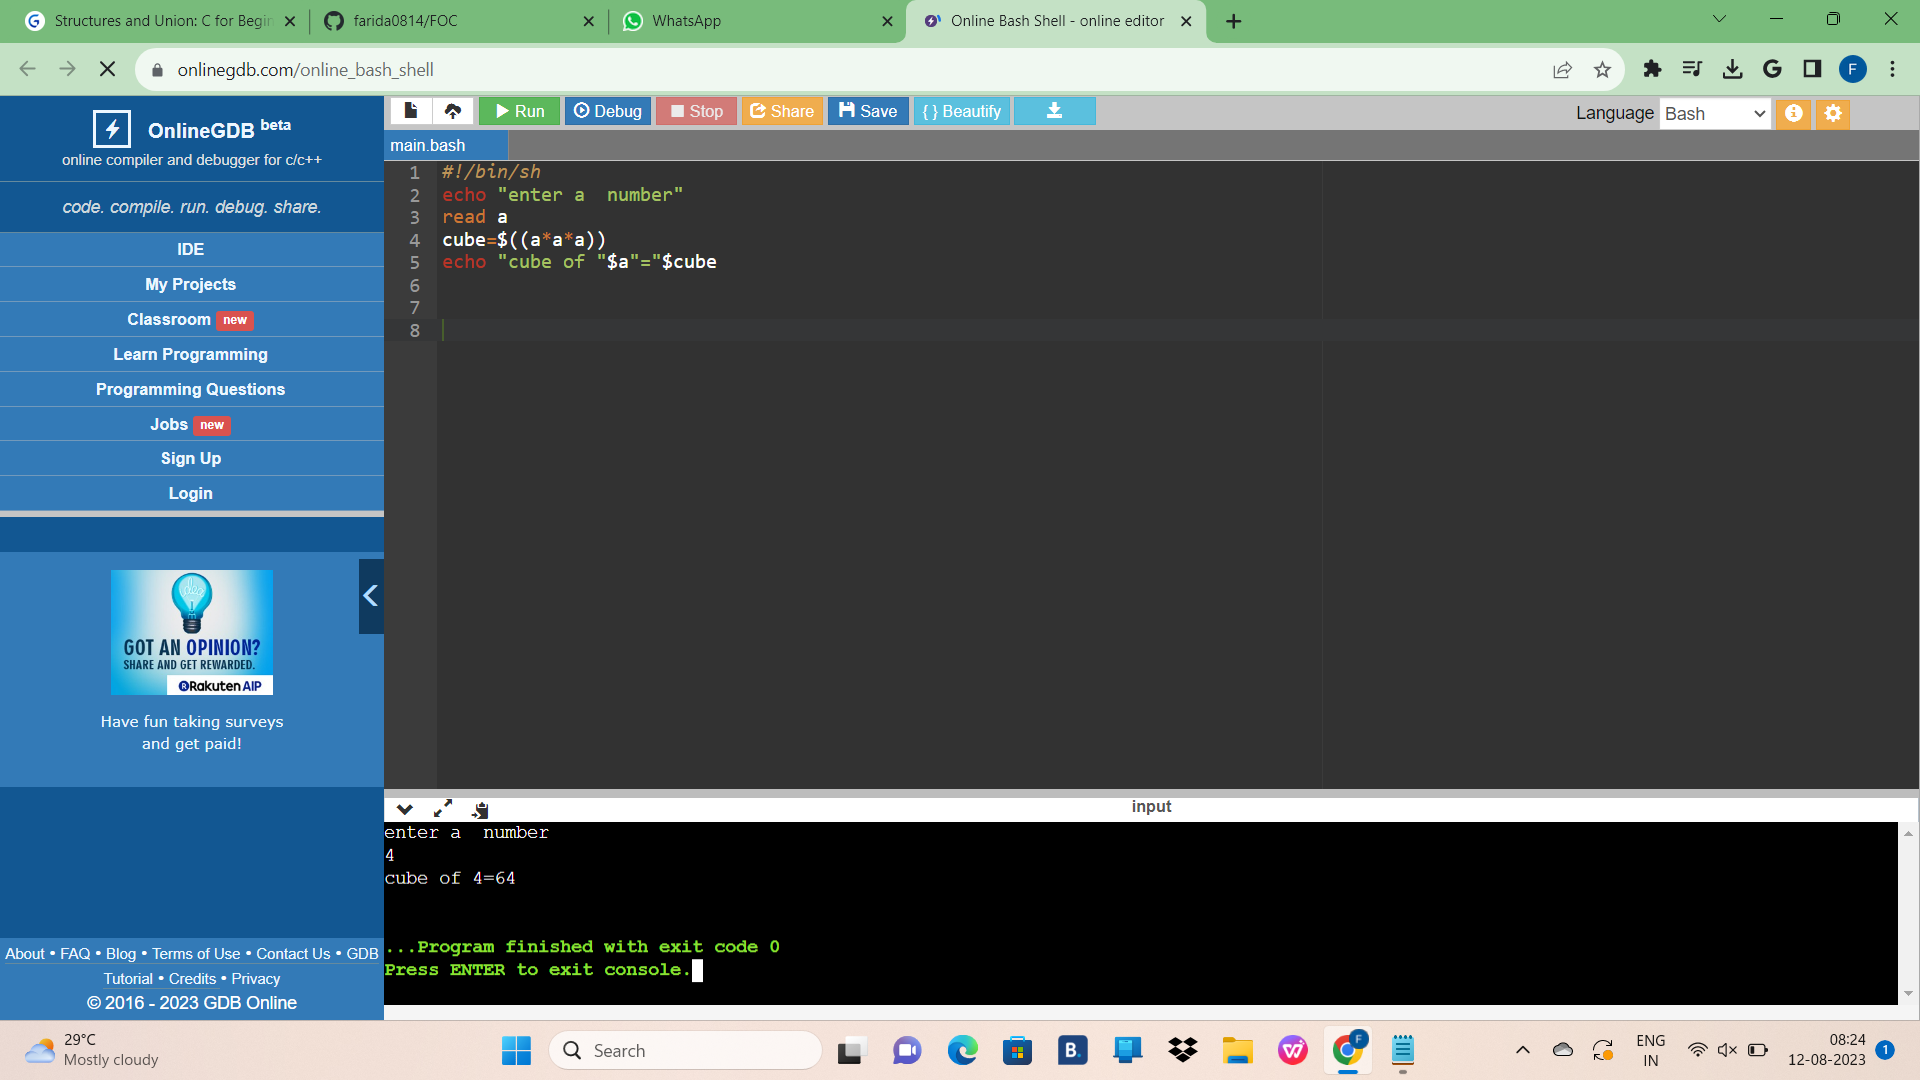 Structures and Union: C for Begin
farida0814/FOC
WhatsApp
Online Bash Shell - online editor
onlinegdb.com/online_bash_shell
F
OnlineGDB beta
online compiler and debugger for c/c++
code. compile. run. debug. share.
IDE
My Projects
Classroom new
Learn Programming
Programming Questions
Jobs new
Sign Up
Login
idea
GOT AN OPINION?
SHARE AND GET REWARDED.
Rakuten AIP
Have fun taking surveys
and get paid!
About • FAQ • Blog • Terms of Use • Contact Us • GDB
Tutorial • Credits • Privacy
© 2016 - 2023 GDB Online
Run Debug Stop Share Save { } Beautify
Language Bash
main.bash
1 #!/bin/sh
2 echo "enter a  number"
3 read a
4 cube=$((a*a*a))
5 echo "cube of "$a"="$cube
6
7
8
input
enter a  number
4
cube of 4=64
...Program finished with exit code 0
Press ENTER to exit console.
29°C
Mostly cloudy
Search
B.
F
ENG
IN
08:24
12-08-2023
1